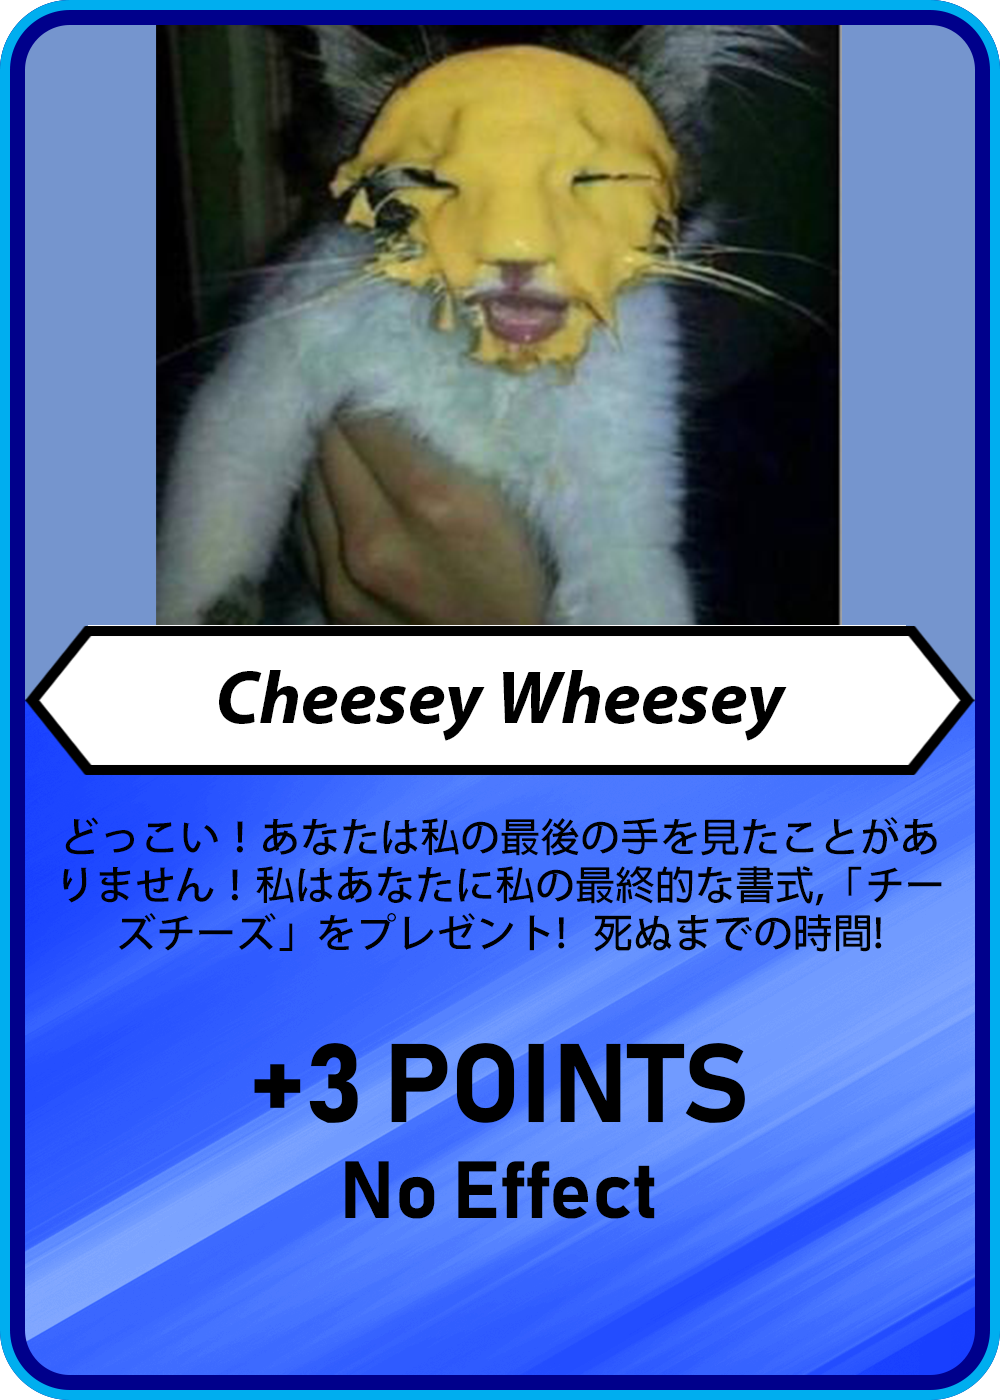 Cheesey Wheesey
どっこい！あなたは私の最後の手を見たことがあ
りません！私はあなたに私の最終的な書式,「チー
ズチーズ」をプレゼント!  死ぬまでの時間!
+3 POINTS
No Effect